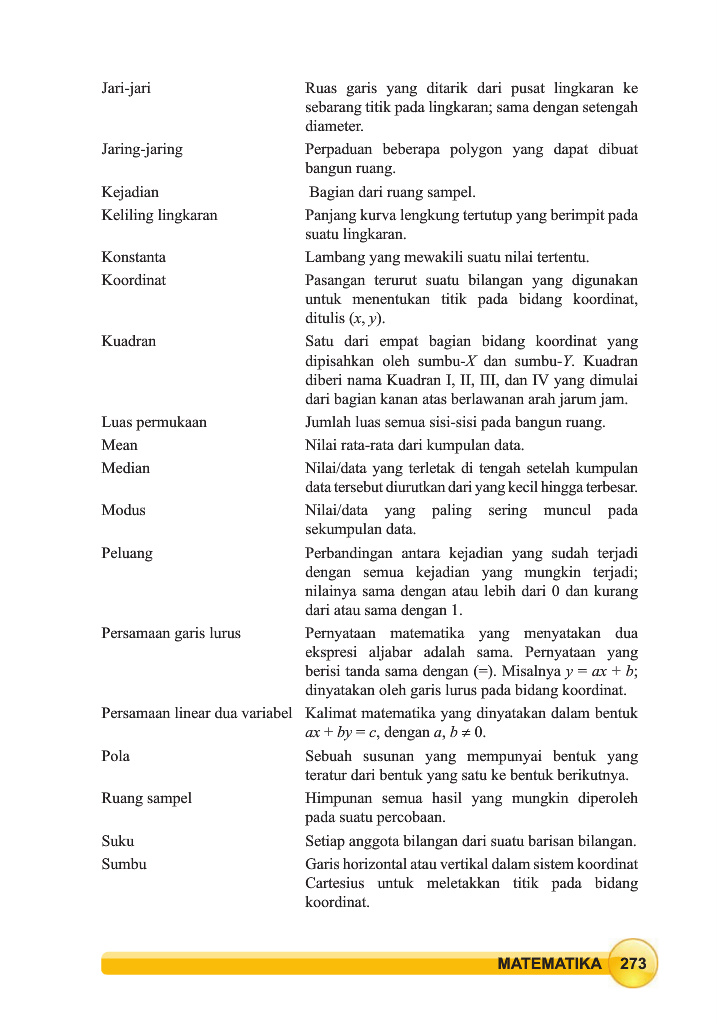 Jari-jari Ruas garis yang ditarik dari pusat lingkaran ke
sebarang titik pada lingkaran; sama dengan setengah
diameter.
Jaring-jaring Perpaduan beberapa polygon yang dapat dibuat
bangun ruang.
Kejadian Bagian dari ruang sampel.
Keliling lingkaran Panjang kurva lengkung tertutup yang berimpit pada
suatu lingkaran.
Konstanta Lambang yang mewakili suatu nilai tertentu.
Koordinat Pasangan terurut suatu bilangan yang digunakan
untuk menentukan titik pada bidang koordinat,
ditulis (x, y).
Kuadran Satu dari empat bagian bidang koordinat yang
dipisahkan oleh sumbu-X dan sumbu-Y. Kuadran
diberi nama Kuadran I, II, III, dan IV yang dimulai
dari bagian kanan atas berlawanan arah jarum jam.
Luas permukaan Jumlah luas semua sisi-sisi pada bangun ruang.
Mean Nilai rata-rata dari kumpulan data.
Median Nilai/data yang terletak di tengah setelah kumpulan
data tersebut diurutkan dari yang kecil hingga terbesar.
Modus Nilai/data yang paling sering muncul pada
sekumpulan data.
Peluang Perbandingan antara kejadian yang sudah terjadi
dengan semua kejadian yang mungkin terjadi;
nilainya sama dengan atau lebih dari 0 dan kurang
dari atau sama dengan 1.
Persamaan garis lurus Pernyataan matematika yang menyatakan dua
ekspresi aljabar adalah sama. Pernyataan yang
berisi tanda sama dengan (=). Misalnya y = ax + b;
dinyatakan oleh garis lurus pada bidang koordinat.
Persamaan linear dua variabel Kalimat matematika yang dinyatakan dalam bentuk
ax + by = c, dengan a, b ≠ 0.
Pola Sebuah susunan yang mempunyai bentuk yang
teratur dari bentuk yang satu ke bentuk berikutnya.
Ruang sampel Himpunan semua hasil yang mungkin diperoleh
pada suatu percobaan.
Suku Setiap anggota bilangan dari suatu barisan bilangan.
Sumbu Garis horizontal atau vertikal dalam sistem koordinat
Cartesius untuk meletakkan titik pada bidang
koordinat.
MATEMATIKA 273